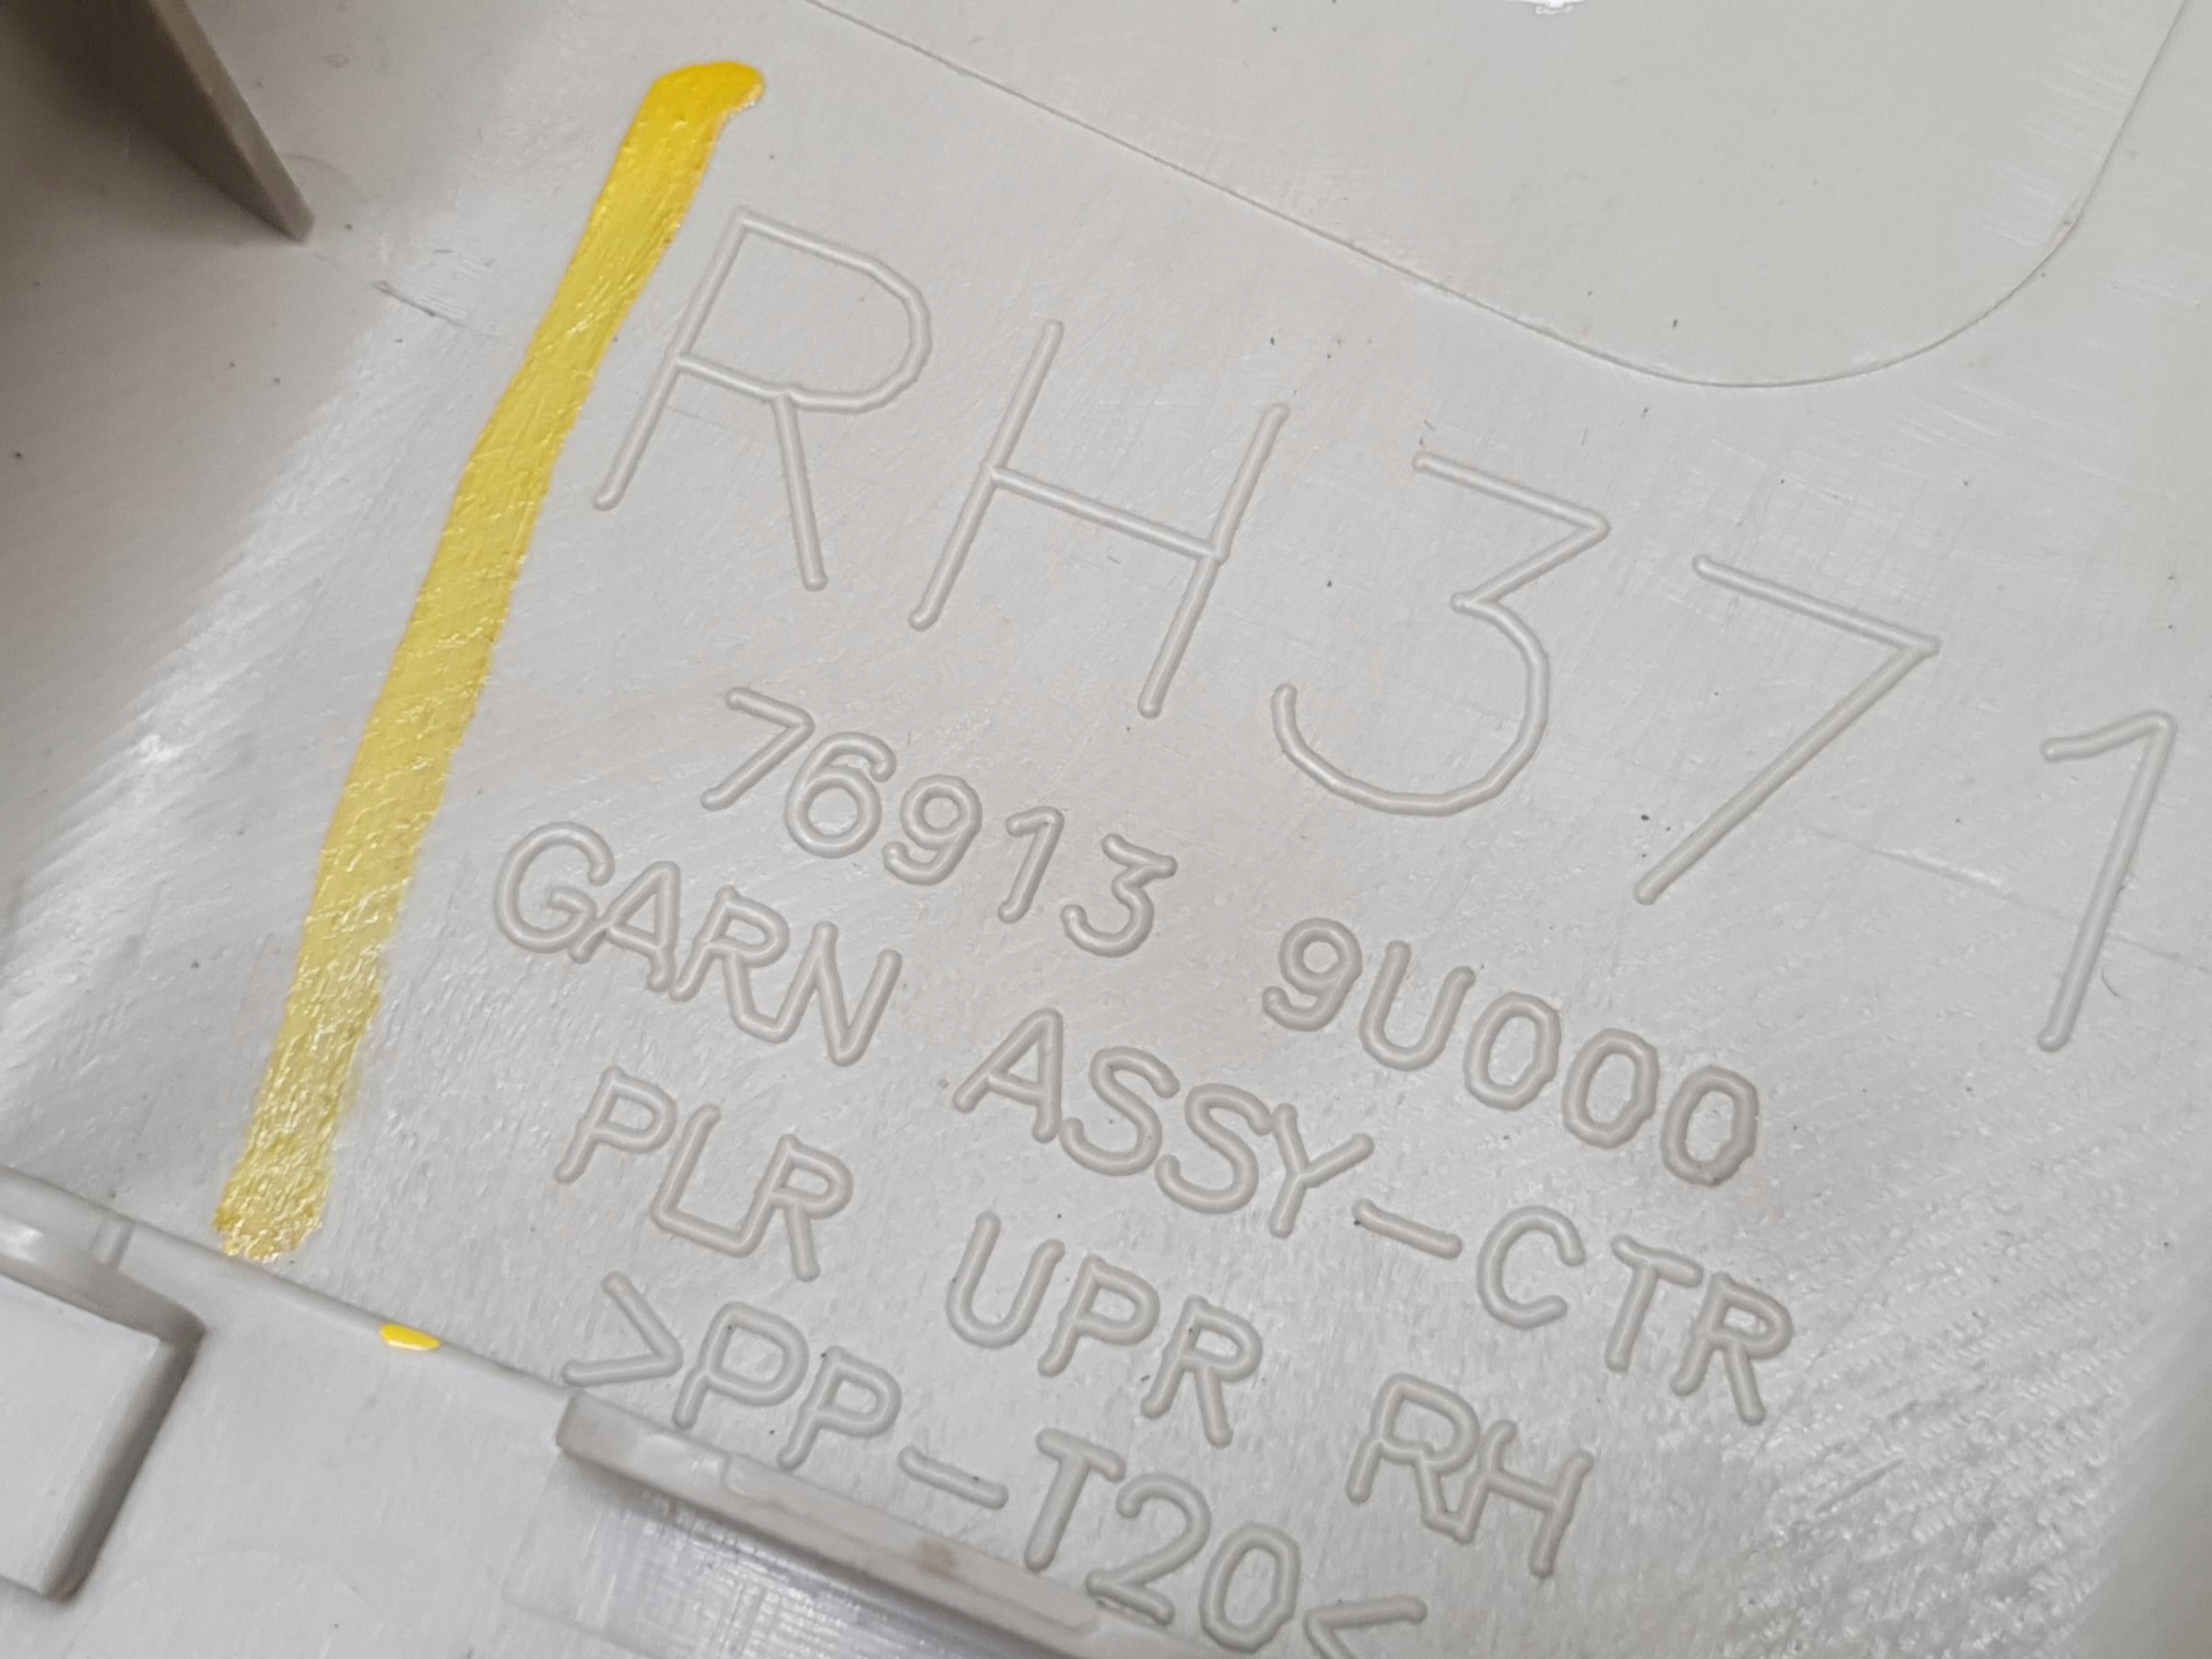 RH371
76913 9U000
GARN ASSY-CTR
PLR UPR RH
>PP-T20<